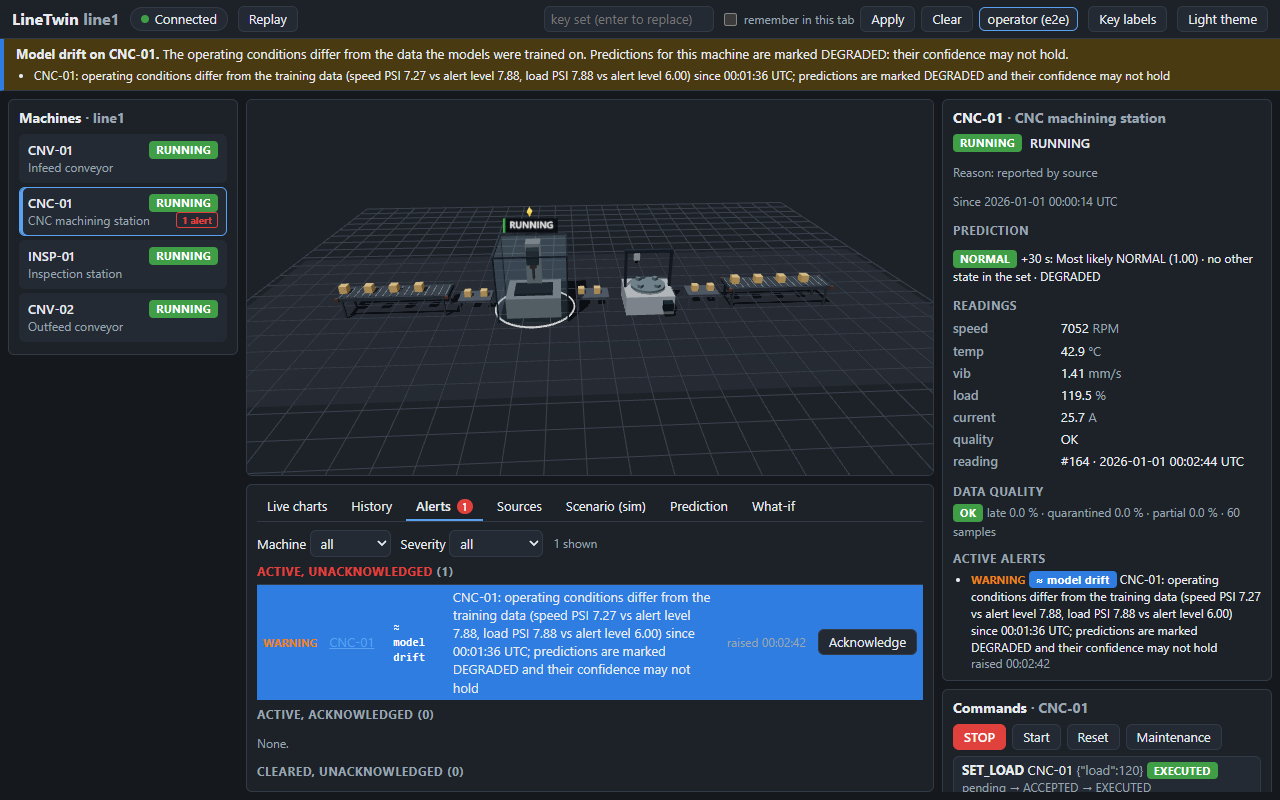 LineTwin line1
Connected
Replay
key set (enter to replace)
remember in this tab
Apply
Clear
operator (e2e)
Key labels
Light theme
Model drift on CNC-01. The operating conditions differ from the data the models were trained on. Predictions for this machine are marked DEGRADED: their confidence may not hold.
• CNC-01: operating conditions differ from the training data (speed PSI 7.27 vs alert level 7.88, load PSI 7.88 vs alert level 6.00) since 00:01:36 UTC; predictions are marked DEGRADED and their confidence may not hold
Machines · line1
CNV-01 RUNNING
Infeed conveyor
CNC-01 RUNNING
CNC machining station 1 alert
INSP-01 RUNNING
Inspection station
CNV-02 RUNNING
Outfeed conveyor
RUNNING
Live charts
History
Alerts 1
Sources
Scenario (sim)
Prediction
What-if
Machine all Severity all 1 shown
ACTIVE, UNACKNOWLEDGED (1)
WARNING
CNC-01
≈
model
drift
CNC-01: operating conditions differ from the
training data (speed PSI 7.27 vs alert level
7.88, load PSI 7.88 vs alert level 6.00) since
00:01:36 UTC; predictions are marked
DEGRADED and their confidence may not
hold
raised 00:02:42
Acknowledge
ACTIVE, ACKNOWLEDGED (0)
None.
CLEARED, UNACKNOWLEDGED (0)
CNC-01 · CNC machining station
RUNNING RUNNING
Reason: reported by source
Since 2026-01-01 00:00:14 UTC
PREDICTION
NORMAL +30 s: Most likely NORMAL (1.00) · no other
state in the set · DEGRADED
READINGS
speed 7052 RPM
temp 42.9 °C
vib 1.41 mm/s
load 119.5 %
current 25.7 A
quality OK
reading #164 · 2026-01-01 00:02:44 UTC
DATA QUALITY
OK late 0.0 % · quarantined 0.0 % · partial 0.0 % · 60
samples
ACTIVE ALERTS
• WARNING ≈ model drift CNC-01: operating
conditions differ from the training data (speed PSI 7.27
vs alert level 7.88, load PSI 7.88 vs alert level 6.00)
since 00:01:36 UTC; predictions are marked
DEGRADED and their confidence may not hold
raised 00:02:42
Commands · CNC-01
STOP
Start
Reset
Maintenance
SET_LOAD CNC-01 {"load":120} EXECUTED
pending → ACCEPTED → EXECUTED